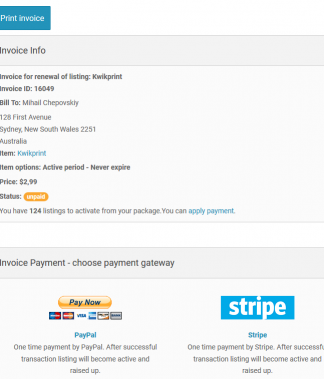 Print invoice
Invoice Info
Invoice for renewal of listing: Kwikprint
Invoice ID: 16049
Bill To: Mihail Chepovskiy
128 First Avenue
Sydney, New South Wales 2251
Australia
Item: Kwikprint
Item options: Active period - Never expire
Price: $2,99
Status: unpaid
You have 124 listings to activate from your package.You can apply payment.
Invoice Payment - choose payment gateway
Pay Now
stripe
PayPal
Stripe
One time payment by PayPal. After successful
transaction listing will become active and
raised up.
One time payment by Stripe. After successful
transaction listing will become active and
raised up.